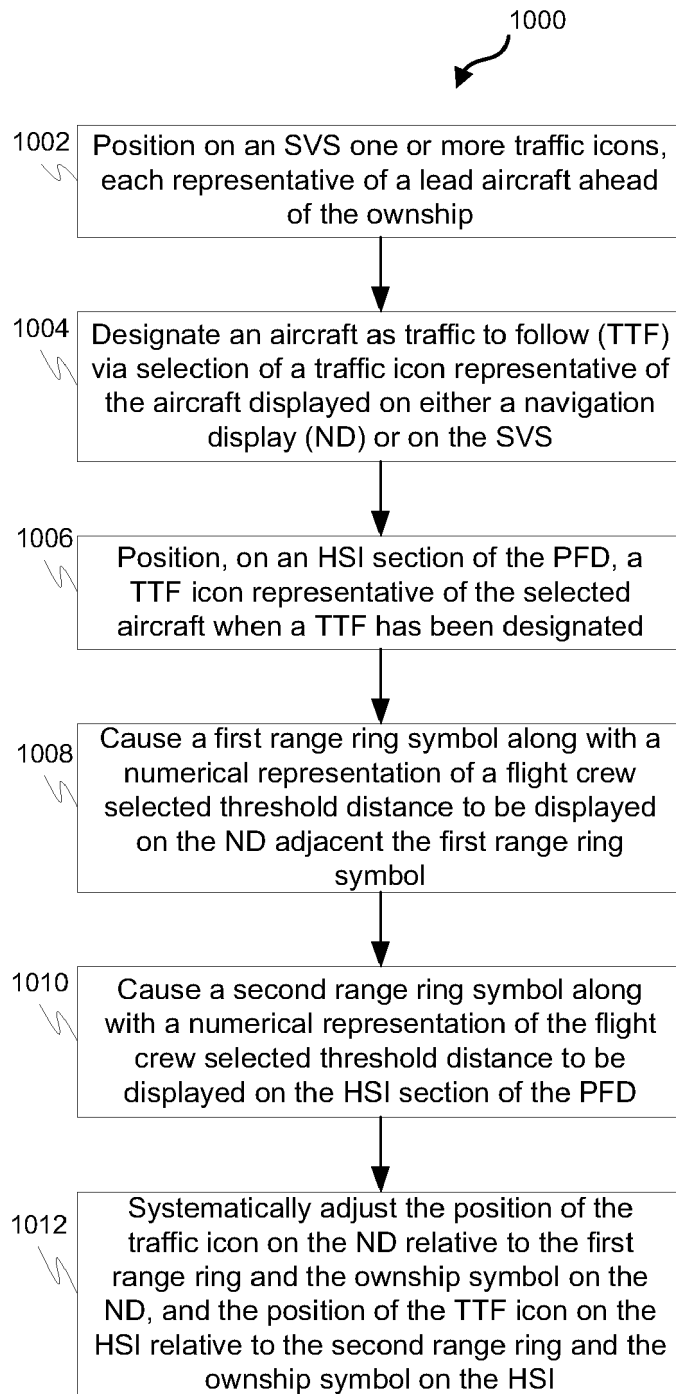 1000
1002
Position on an SVS one or more traffic icons,
each representative of a lead aircraft ahead
of the ownship
1004
Designate an aircraft as traffic to follow (TTF)
via selection of a traffic icon representative of
the aircraft displayed on either a navigation
display (ND) or on the SVS
1006
Position, on an HSI section of the PFD, a
TTF icon representative of the selected
aircraft when a TTF has been designated
1008
Cause a first range ring symbol along with a
numerical representation of a flight crew
selected threshold distance to be displayed
on the ND adjacent the first range ring
symbol
1010
Cause a second range ring symbol along
with a numerical representation of the flight
crew selected threshold distance to be
displayed on the HSI section of the PFD
1012
Systematically adjust the position of the
traffic icon on the ND relative to the first
range ring and the ownship symbol on the
ND, and the position of the TTF icon on the
HSI relative to the second range ring and the
ownship symbol on the HSI